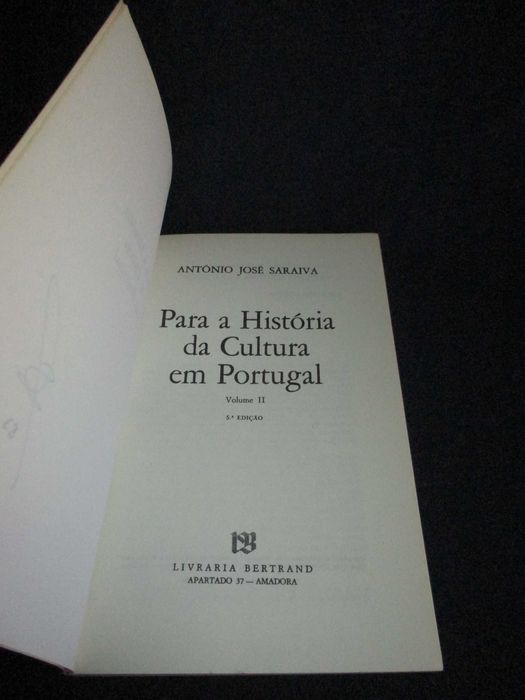 ANTÓNIO JOSÉ SARAIVA
Para a História
da Cultura
em Portugal
Volume II
5.ª EDIÇÃO
LIVRARIA BERTRAND
APARTADO 37 — AMADORA